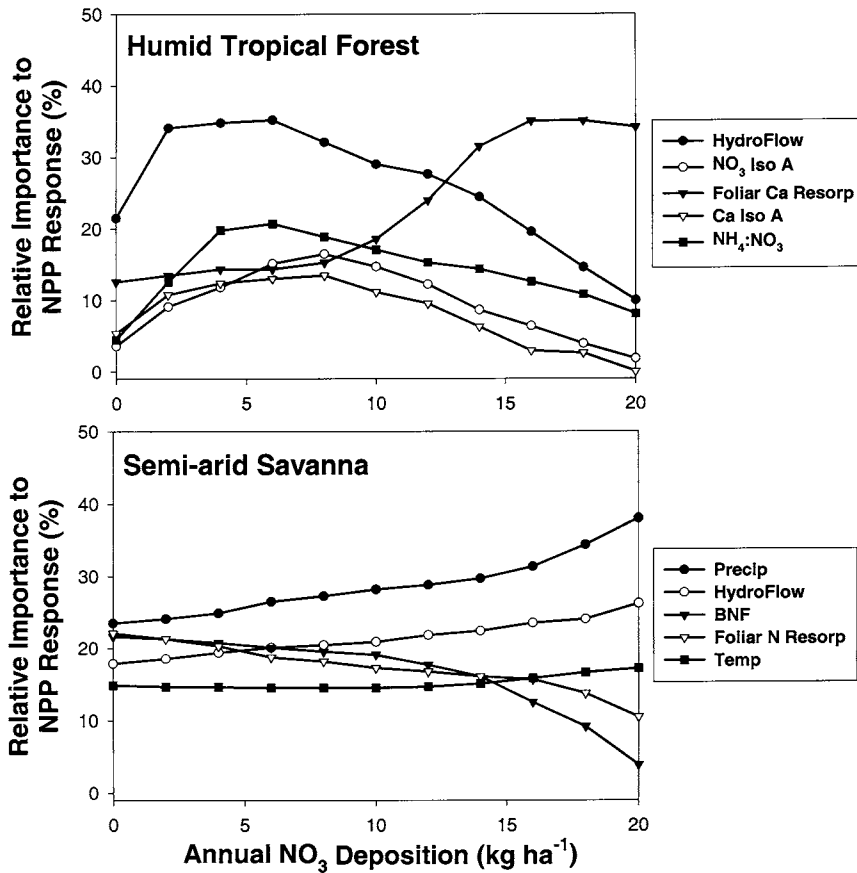 Humid Tropical Forest
Relative Importance to
NPP Response (%)
50
40
30
20
10
0
0
5
10
15
20
HydroFlow
NO₃ Iso A
Foliar Ca Resorp
Ca Iso A
NH₄:NO₃
Semi-arid Savanna
Relative Importance to
NPP Response (%)
50
40
30
20
10
0
0
5
10
15
20
Annual NO₃ Deposition (kg ha⁻¹)
Precip
HydroFlow
BNF
Foliar N Resorp
Temp